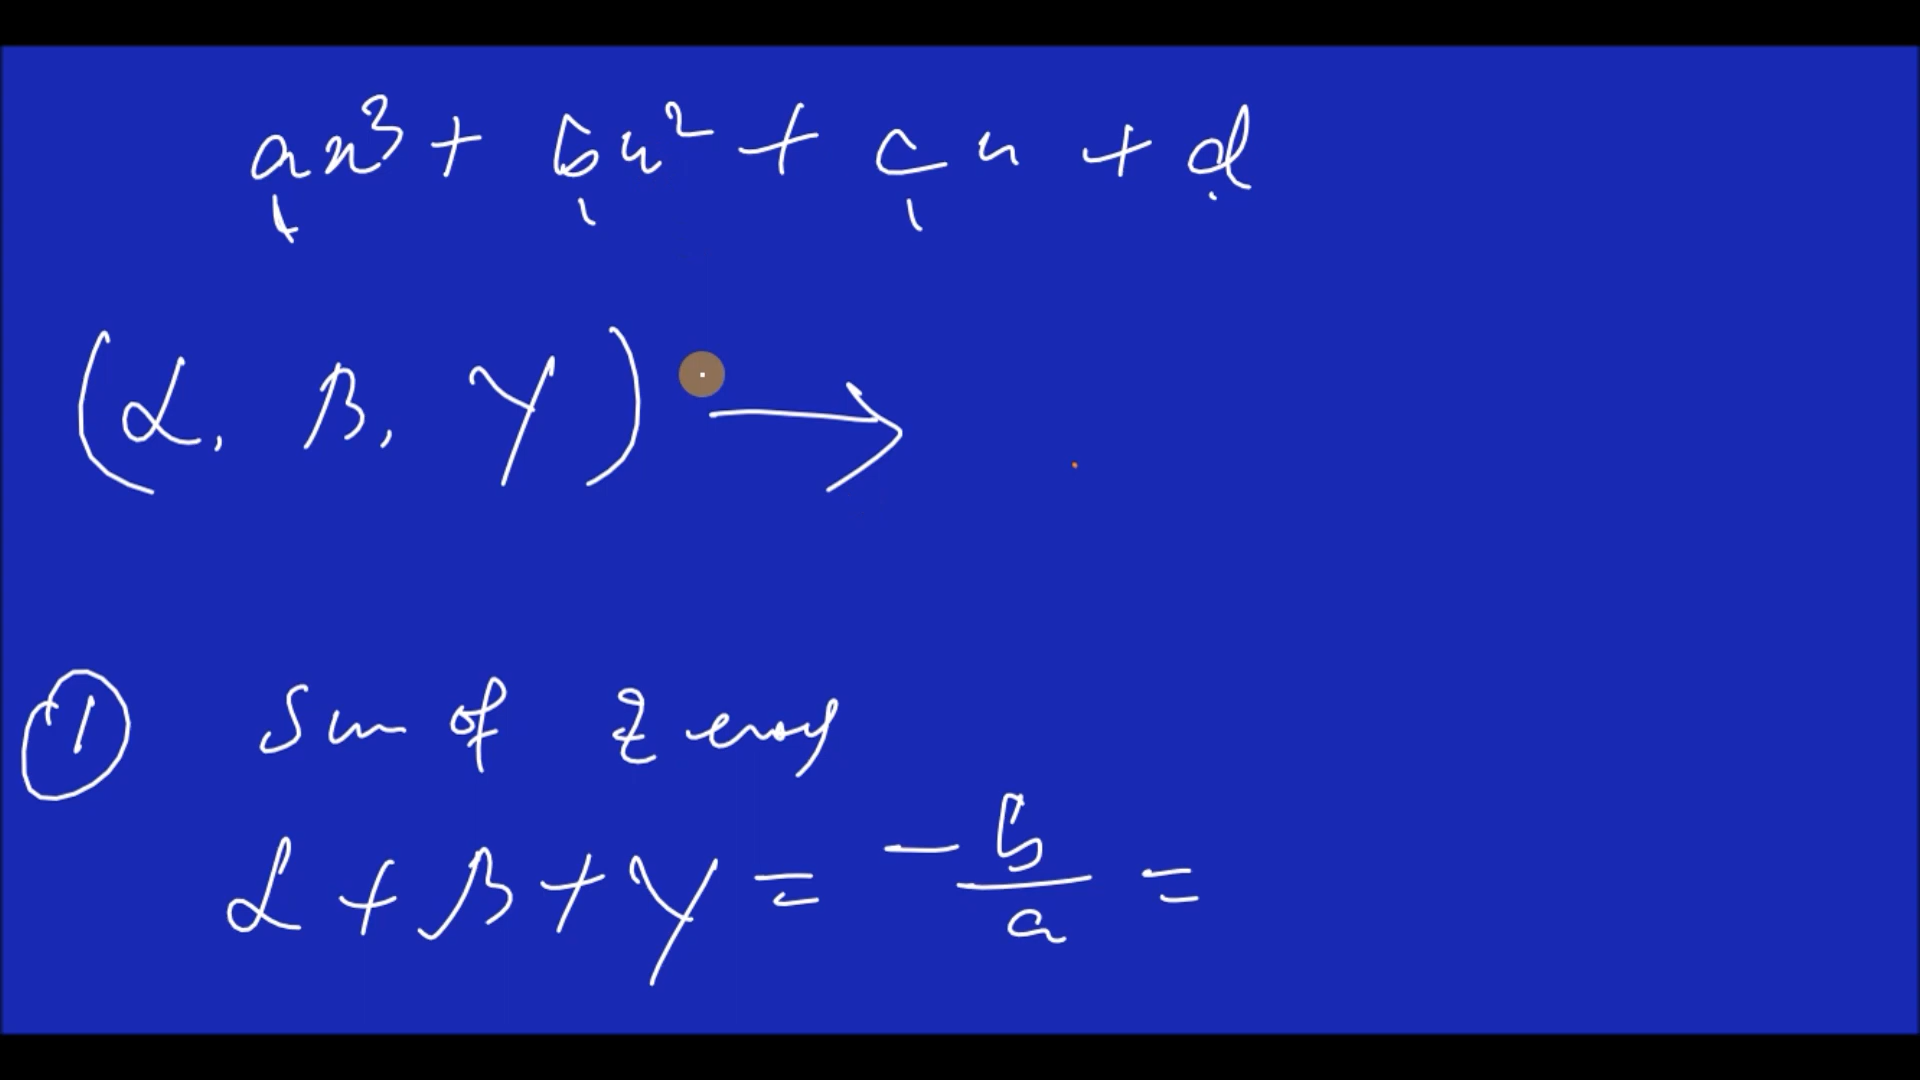 ax³ + bx² + cx + d
(α, β, γ) →
① Sum of Zeroes
α + β + γ = -b/a =